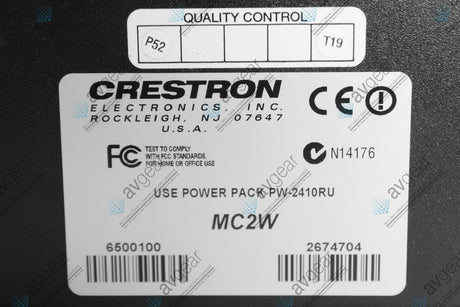 QUALITY CONTROL
P52 T19
CRESTRON
ELECTRONICS, INC.
ROCKLEIGH, NJ 07647
U.S.A.
CE
FC TEST TO COMPLY
WITH FCC STANDARDS.
FOR HOME OR OFFICE USE
N14176
USE POWER PACK PW-2410RU
MC2W
6500100 2674704
avgear